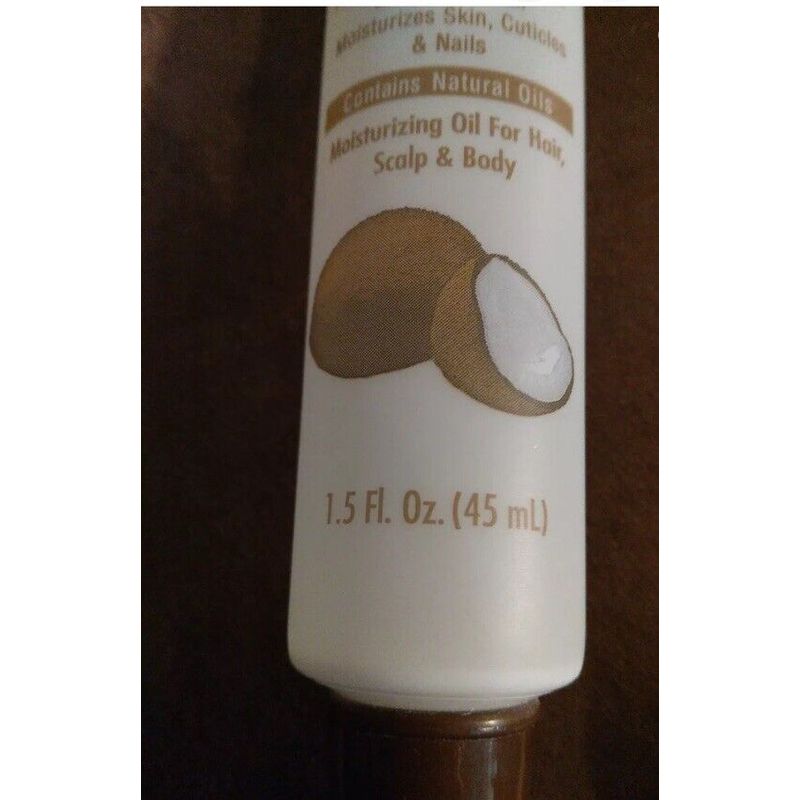 Moisturizes Skin, Cuticles
& Nails
Contains Natural Oils
Moisturizing Oil For Hair,
Scalp & Body
1.5 Fl. Oz. (45 mL)